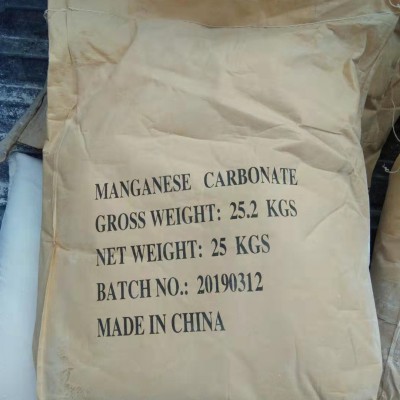 MANGANESE CARBONATE
GROSS WEIGHT: 25.2 KGS
NET WEIGHT: 25 KGS
BATCH NO.: 20190312
MADE IN CHINA